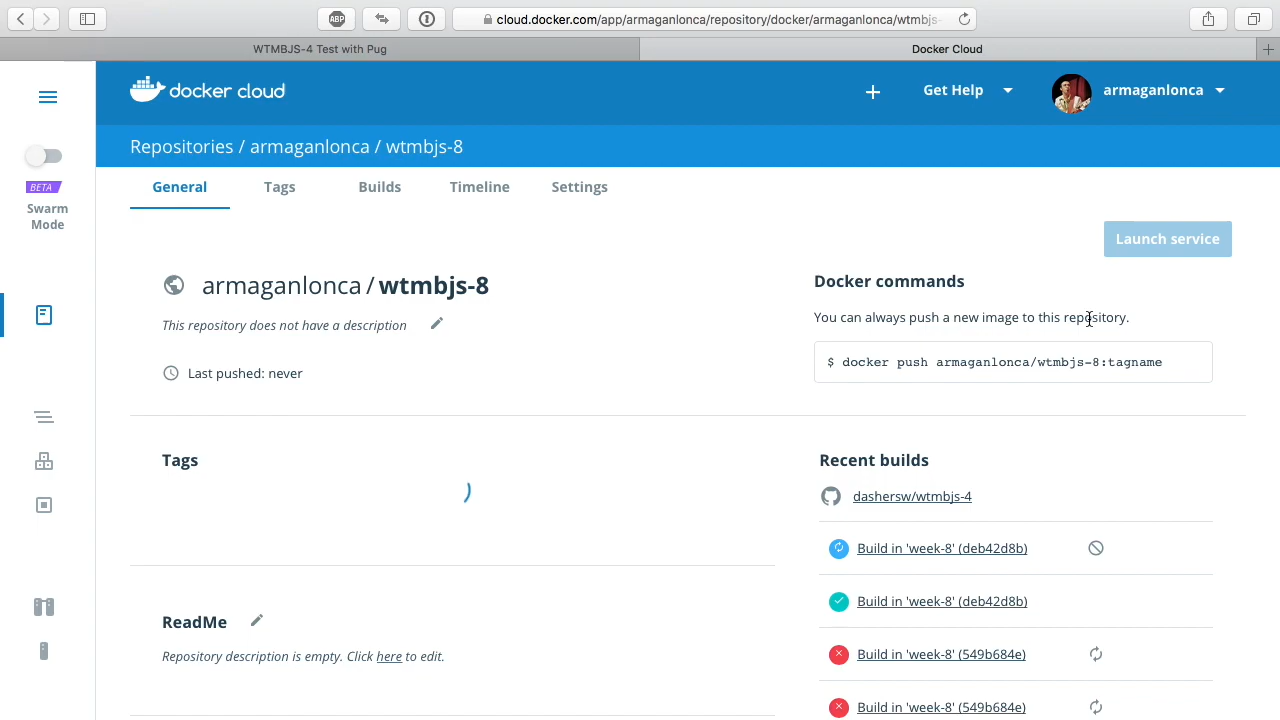 ABP
cloud.docker.com/app/armaganlonca/repository/docker/armaganlonca/wtmbjs-
WTMBJS-4 Test with Pug
Docker Cloud
docker cloud
Get Help
armaganlonca
Repositories / armaganlonca / wtmbjs-8
BETA
Swarm
Mode
General
Tags
Builds
Timeline
Settings
Launch service
armaganlonca / wtmbjs-8
This repository does not have a description
Last pushed: never
Docker commands
You can always push a new image to this repository.
$ docker push armaganlonca/wtmbjs-8:tagname
Tags
Recent builds
dashersw/wtmbjs-4
Build in 'week-8' (deb42d8b)
Build in 'week-8' (deb42d8b)
Build in 'week-8' (549b684e)
Build in 'week-8' (549b684e)
ReadMe
Repository description is empty. Click here to edit.